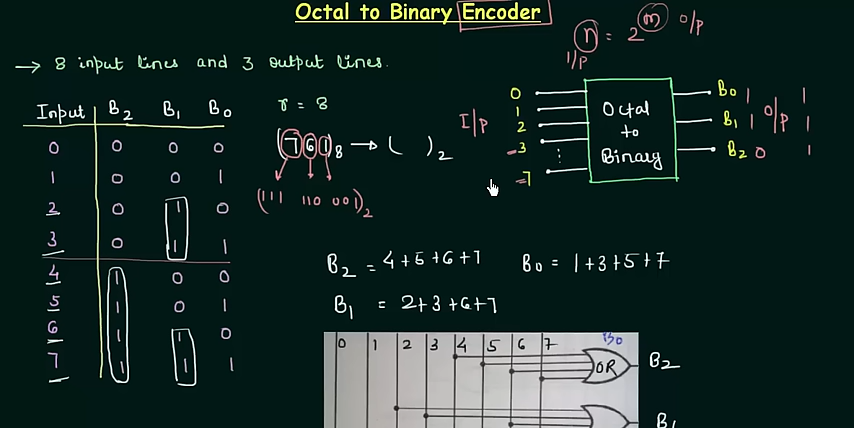 Octal to Binary Encoder
n = 2^m o/p
I/p
→ 8 input lines and 3 output lines.
Input B2 B1 B0
0 0 0 0
1 0 0 1
2 0 1 0
3 0 1 1
4 1 0 0
5 1 0 1
6 1 1 0
7 1 1 1
r = 8
(761)8 → ( )2
(111 110 001)2
I/p
0
1
2
-3
⋮
-7
Octal
to
Binary
B0 1 1
B1 1 o/p 1
B2 0 1
B2 = 4+5+6+7
B0 = 1+3+5+7
B1 = 2+3+6+7
0 1 2 3 4 5 6 7 B0
OR B2
B1